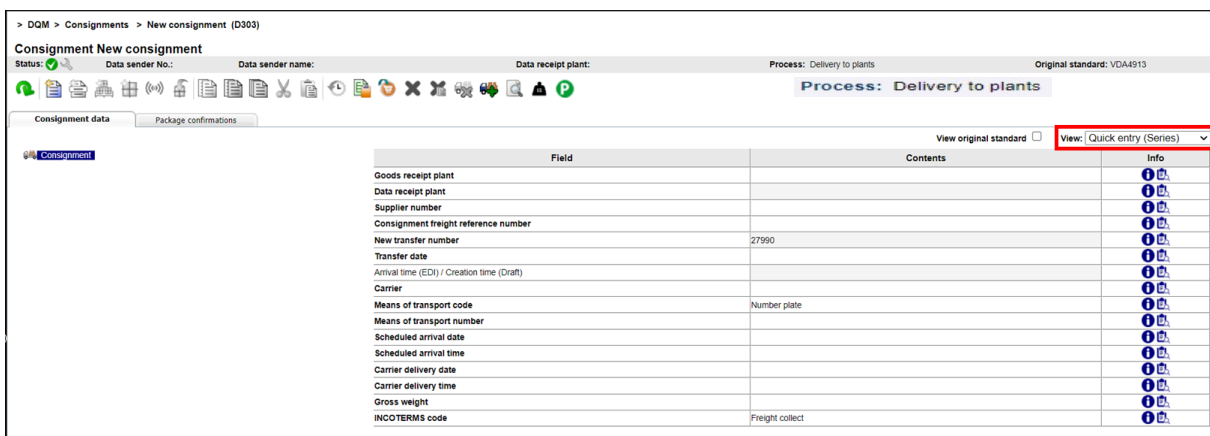 > DQM > Consignments > New consignment (D303)
Consignment New consignment
Status: Data sender No.: Data sender name: Data receipt plant: Process: Delivery to plants Original standard: VDA4913
P Process: Delivery to plants
Consignment data Package confirmations
View original standard View: Quick entry (Series)
Consignment Field Contents Info
Goods receipt plant
Data receipt plant
Supplier number
Consignment freight reference number
New transfer number 27990
Transfer date
Arrival time (EDI) / Creation time (Draft)
Carrier
Means of transport code Number plate
Means of transport number
Scheduled arrival date
Scheduled arrival time
Carrier delivery date
Carrier delivery time
Gross weight
INCOTERMS code Freight collect